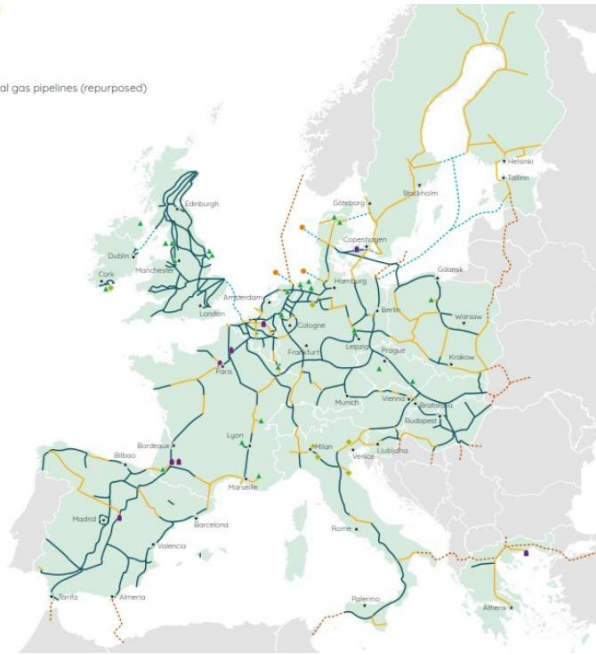 al gas pipelines (repurposed)
Helsinki
Tallinn
Stockholm
Göteborg
Edinburgh
Copenhagen
Dublin
Manchester
Cork
Gdansk
Hamburg
Amsterdam
Berlin
London
Warsaw
Cologne
Leipzig
Frankfurt
Prague
Krakow
Paris
Munich
Vienna
Bratislava
Budapest
Lyon
Bordeaux
Milan
Venice
Ljubljana
Bilbao
Marseille
Madrid
Barcelona
Rome
Valencia
Tarifa
Almeria
Palermo
Athens